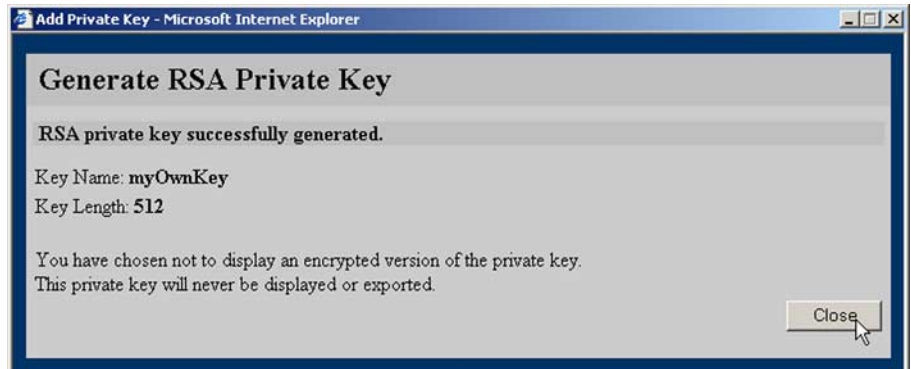 Add Private Key - Microsoft Internet Explorer
Generate RSA Private Key
RSA private key successfully generated.
Key Name: myOwnKey
Key Length: 512
You have chosen not to display an encrypted version of the private key.
This private key will never be displayed or exported.
Close